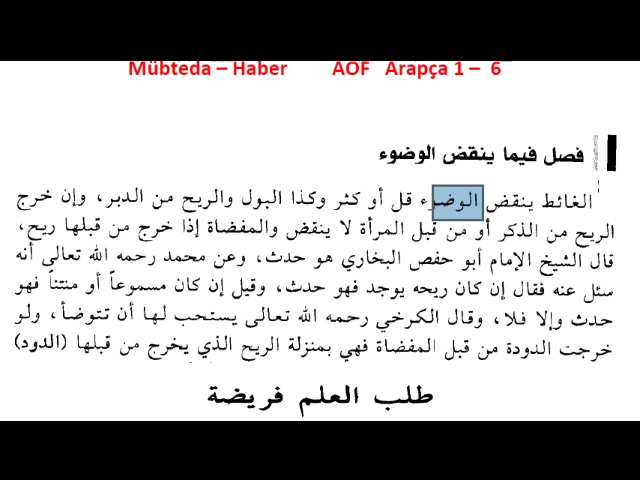 Mübteda – Haber AÖF Arapça 1 – 6
فصل فيما ينقض الوضوء
الغائط ينقض الوضوء قل أو كثر وكذا البول والريح من الدبر، وإن خرج
الريح من الذكر أو من قبل المرأة لا ينقض والمفضاة إذا خرج من قبلها ريح،
قال الشيخ الإمام أبو حفص البخاري هو حدث، وعن محمد رحمه الله تعالى أنه
سئل عنه فقال إن كان ريحه يوجد فهو حدث، وقيل إن كان مسموعاً أو منتناً فهو
حدث وإلا فلا، وقال الكرخي رحمه الله تعالى يستحب لها أن تتوضأ، ولو
خرجت الدودة من قبل المفضاة فهي بمنزلة الريح الذي يخرج من قبلها (الدود)
طلب العلم فريضة